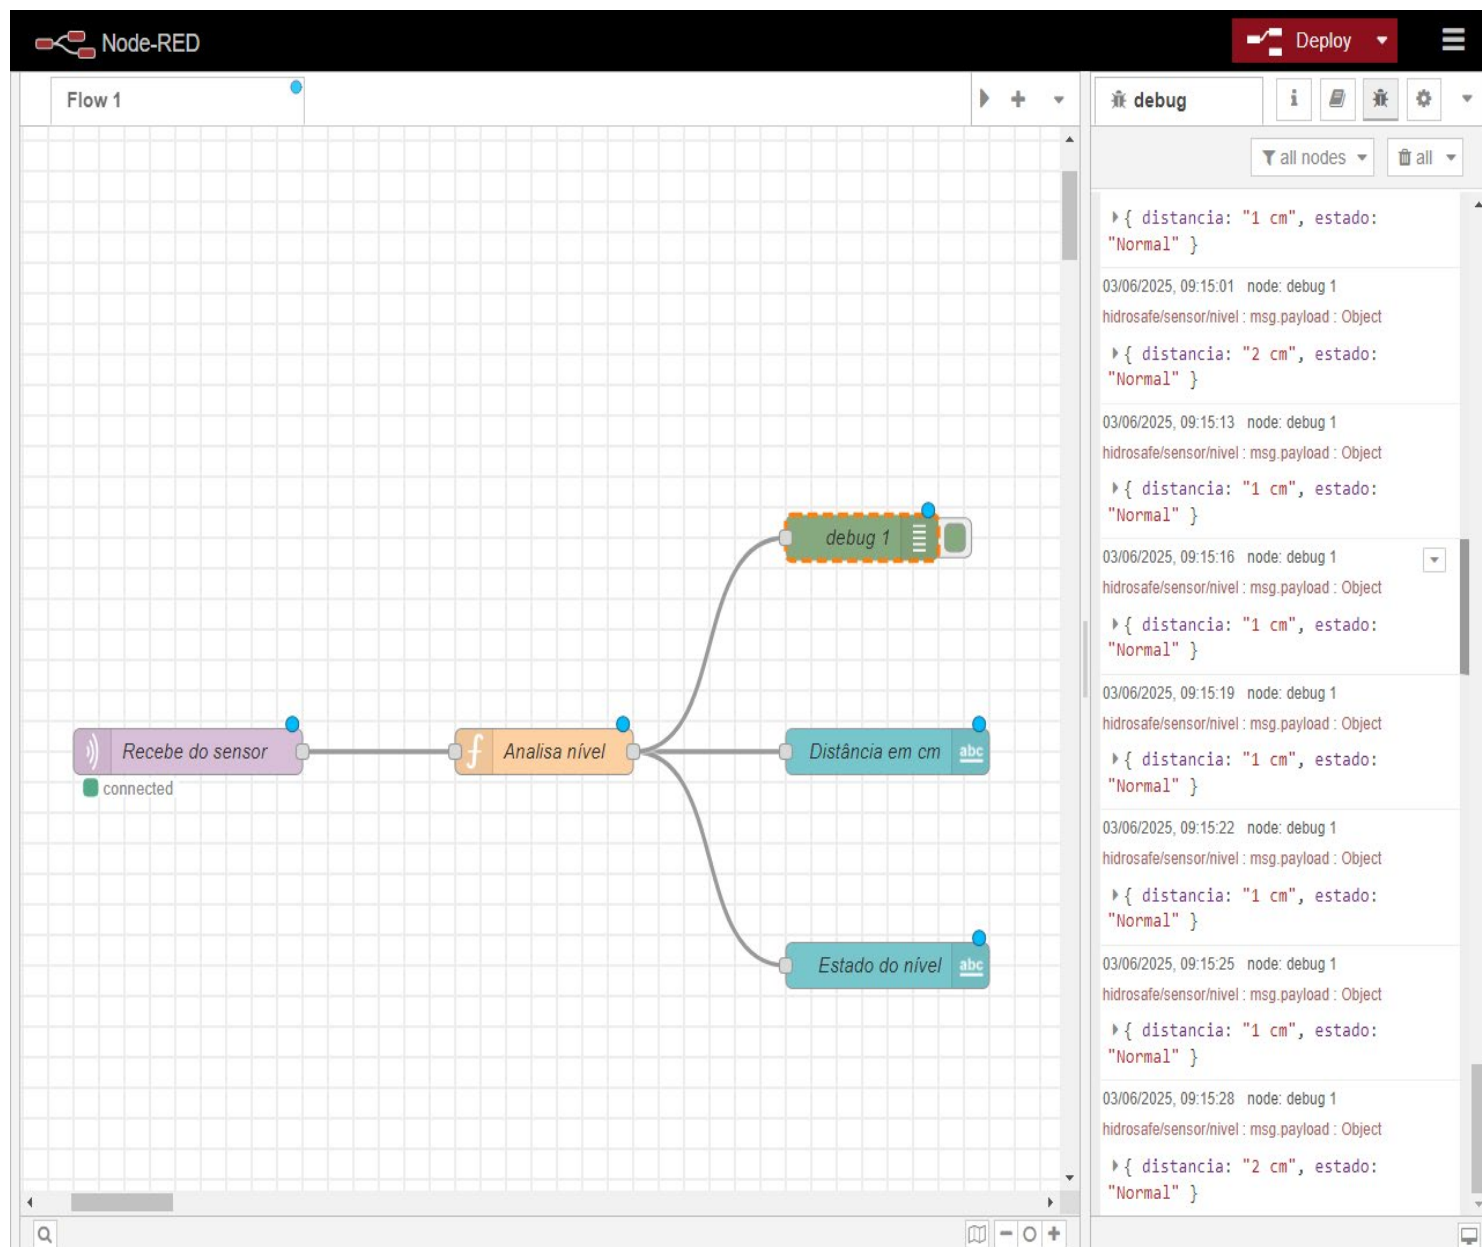 Node-RED
Deploy
Flow 1
debug
i
all nodes
all
{ distancia: "1 cm", estado:
"Normal" }
03/06/2025, 09:15:01 node: debug 1
hidrosafe/sensor/nivel : msg.payload : Object
{ distancia: "2 cm", estado:
"Normal" }
03/06/2025, 09:15:13 node: debug 1
hidrosafe/sensor/nivel : msg.payload : Object
{ distancia: "1 cm", estado:
"Normal" }
03/06/2025, 09:15:16 node: debug 1
hidrosafe/sensor/nivel : msg.payload : Object
{ distancia: "1 cm", estado:
"Normal" }
03/06/2025, 09:15:19 node: debug 1
hidrosafe/sensor/nivel : msg.payload : Object
{ distancia: "1 cm", estado:
"Normal" }
03/06/2025, 09:15:22 node: debug 1
hidrosafe/sensor/nivel : msg.payload : Object
{ distancia: "1 cm", estado:
"Normal" }
03/06/2025, 09:15:25 node: debug 1
hidrosafe/sensor/nivel : msg.payload : Object
{ distancia: "1 cm", estado:
"Normal" }
03/06/2025, 09:15:28 node: debug 1
hidrosafe/sensor/nivel : msg.payload : Object
{ distancia: "2 cm", estado:
"Normal" }
debug 1
Recebe do sensor
connected
Analisa nível
Distância em cm abc
Estado do nível abc